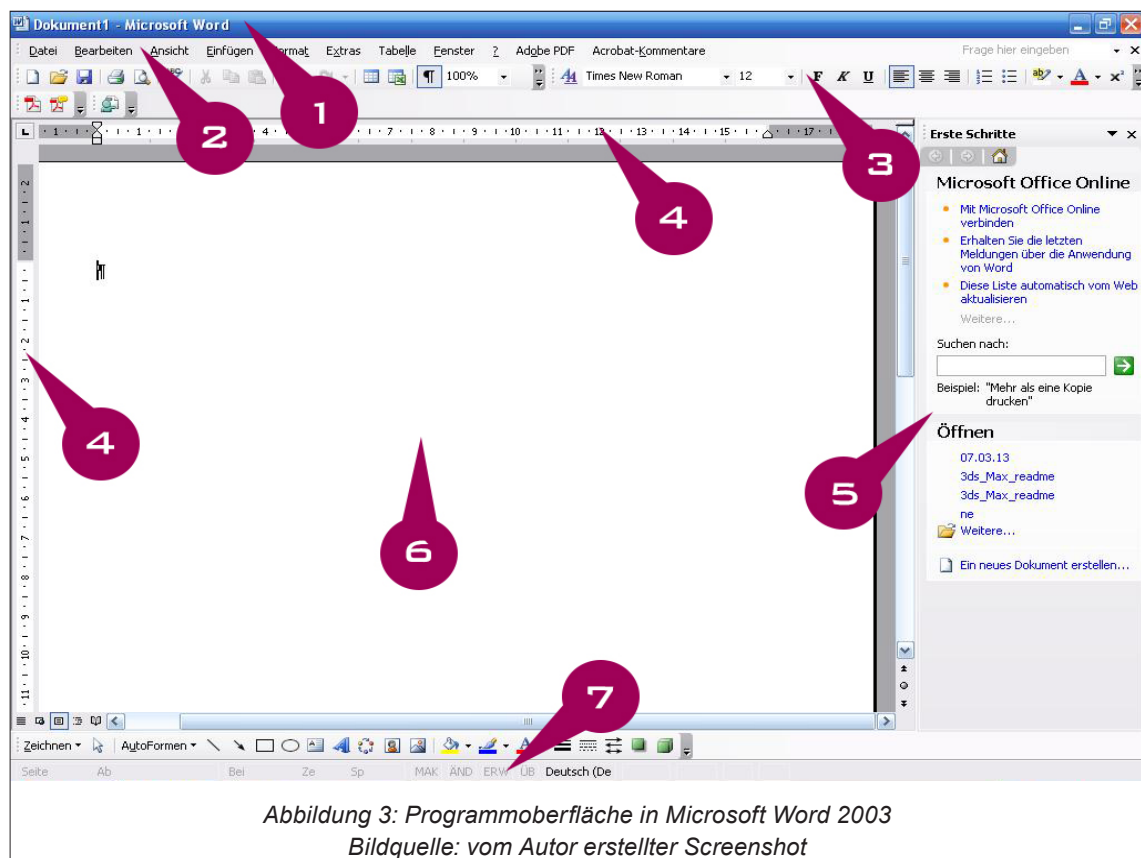 Dokument1 - Microsoft Word
Datei Bearbeiten Ansicht Einfügen Format Extras Tabelle Fenster ? Adobe PDF Acrobat-Kommentare Frage hier eingeben
100% Times New Roman 12 F K U
1
2
3
4
Erste Schritte
Microsoft Office Online
Mit Microsoft Office Online
verbinden
Erhalten Sie die letzten
Meldungen über die Anwendung
von Word
Diese Liste automatisch vom Web
aktualisieren
Weitere...
Suchen nach:
Beispiel: "Mehr als eine Kopie
drucken"
4
5
6
Öffnen
07.03.13
3ds_Max_readme
3ds_Max_readme
ne
Weitere...
Ein neues Dokument erstellen...
7
Zeichnen AutoFormen
Seite Ab Bei Ze Sp MAK ÄND ERW ÜB Deutsch (De
Abbildung 3: Programmoberfläche in Microsoft Word 2003
Bildquelle: vom Autor erstellter Screenshot